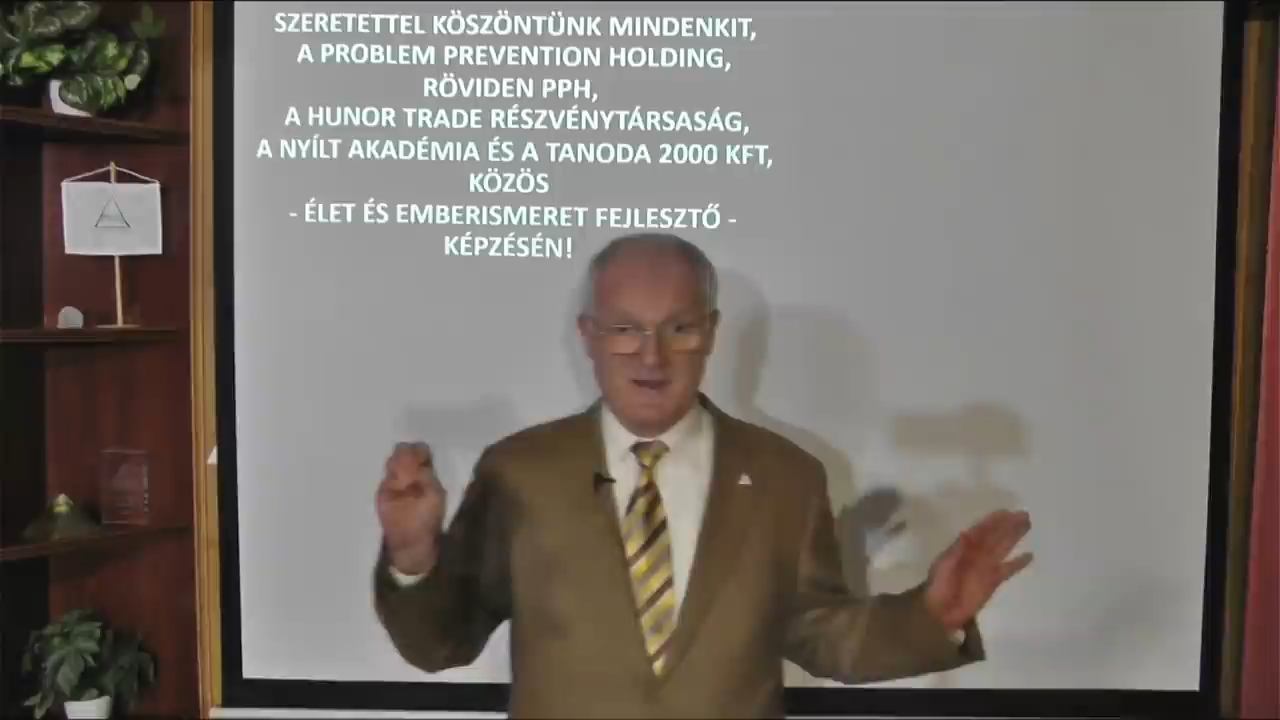 SZERETETTEL KÖSZÖNTÜNK MINDENKIT,
A PROBLEM PREVENTION HOLDING,
RÖVIDEN PPH,
A HUNOR TRADE RÉSZVÉNYTÁRSASÁG,
A NYÍLT AKADÉMIA ÉS A TANODA 2000 KFT,
KÖZÖS
- ÉLET ÉS EMBERISMERET FEJLESZTŐ -
KÉPZÉSÉN!